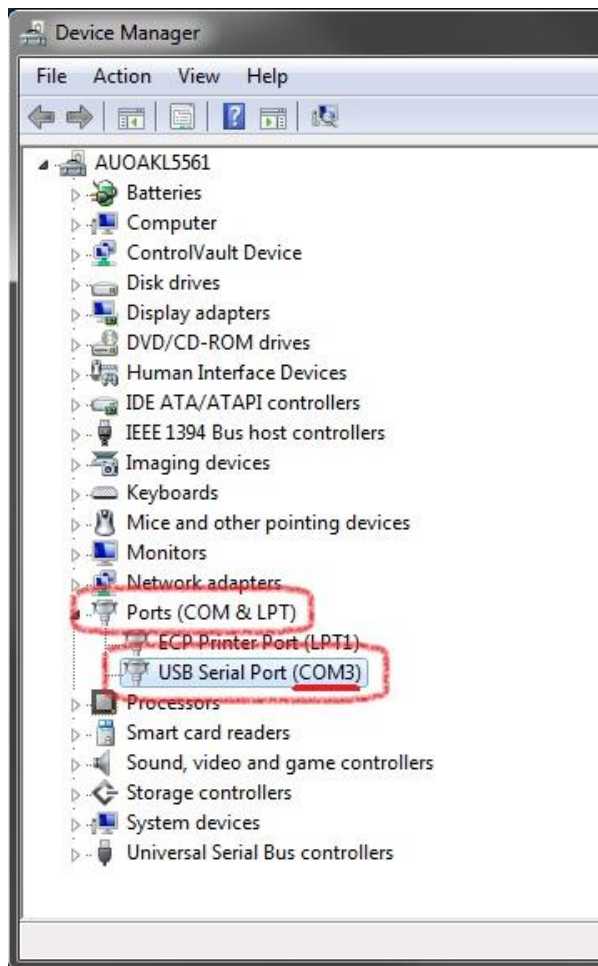 Device Manager
File Action View Help
AUOAKL5561
Batteries
Computer
ControlVault Device
Disk drives
Display adapters
DVD/CD-ROM drives
Human Interface Devices
IDE ATA/ATAPI controllers
IEEE 1394 Bus host controllers
Imaging devices
Keyboards
Mice and other pointing devices
Monitors
Network adapters
Ports (COM & LPT)
ECP Printer Port (LPT1)
USB Serial Port (COM3)
Processors
Smart card readers
Sound, video and game controllers
Storage controllers
System devices
Universal Serial Bus controllers